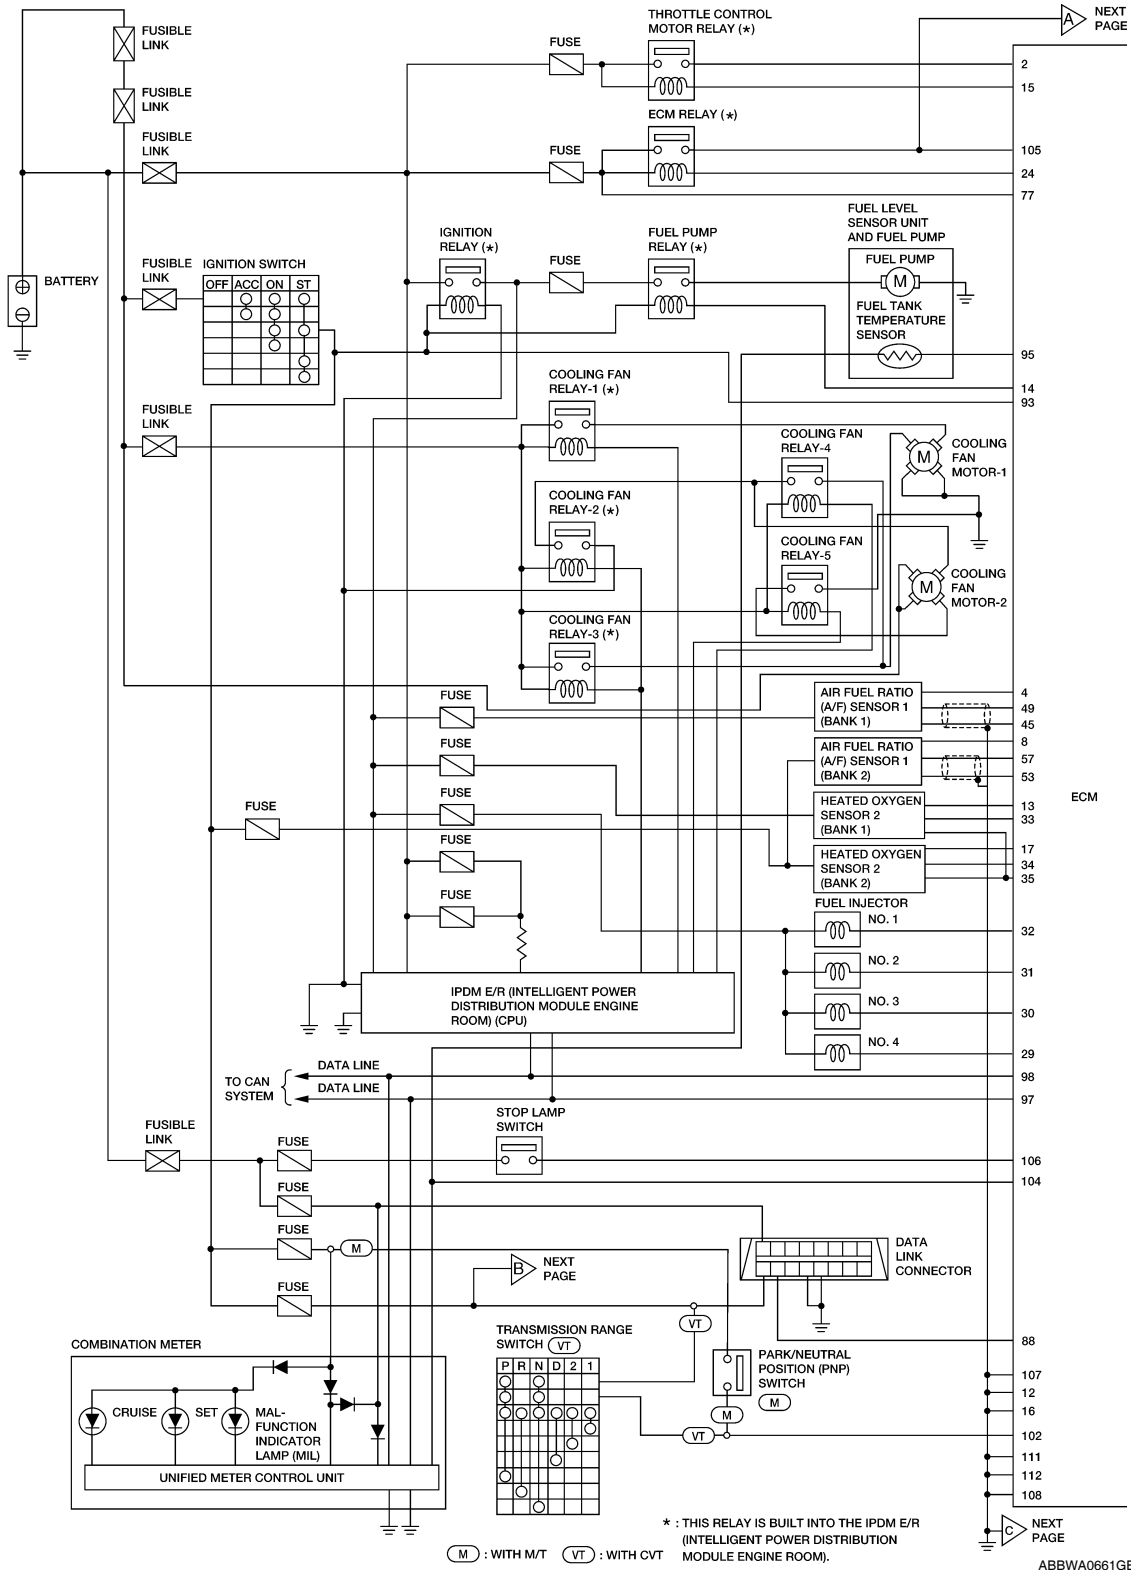 THROTTLE CONTROL
MOTOR RELAY (*)
A
NEXT
PAGE
FUSIBLE
LINK
FUSE
2
15
FUSIBLE
LINK
ECM RELAY (*)
FUSIBLE
LINK
FUSE
105
24
77
FUEL LEVEL
SENSOR UNIT
AND FUEL PUMP
IGNITION
RELAY (*)
FUEL PUMP
RELAY (*)
FUSE
FUEL PUMP
M
BATTERY
FUSIBLE
LINK
IGNITION SWITCH
OFF ACC ON ST
FUEL TANK
TEMPERATURE
SENSOR
95
14
93
COOLING FAN
RELAY-1 (*)
FUSIBLE
LINK
COOLING FAN
RELAY-4
M
COOLING
FAN
MOTOR-1
COOLING FAN
RELAY-2 (*)
COOLING FAN
RELAY-5
M
COOLING
FAN
MOTOR-2
COOLING FAN
RELAY-3 (*)
FUSE
AIR FUEL RATIO
(A/F) SENSOR 1
(BANK 1)
4
49
45
FUSE
AIR FUEL RATIO
(A/F) SENSOR 1
(BANK 2)
8
57
53
ECM
FUSE
FUSE
HEATED OXYGEN
SENSOR 2
(BANK 1)
13
33
FUSE
HEATED OXYGEN
SENSOR 2
(BANK 2)
17
34
35
FUSE
FUEL INJECTOR
NO. 1
32
NO. 2
31
NO. 3
30
NO. 4
29
IPDM E/R (INTELLIGENT POWER
DISTRIBUTION MODULE ENGINE
ROOM) (CPU)
TO CAN
SYSTEM
DATA LINE
98
DATA LINE
97
FUSIBLE
LINK
FUSE
STOP LAMP
SWITCH
106
104
FUSE
FUSE
M
DATA
LINK
CONNECTOR
B
NEXT
PAGE
FUSE
VT
88
COMBINATION METER
TRANSMISSION RANGE
SWITCH VT
P R N D 2 1
PARK/NEUTRAL
POSITION (PNP)
SWITCH
M
M
VT
107
12
16
102
111
112
108
CRUISE
SET
MAL-
FUNCTION
INDICATOR
LAMP (MIL)
UNIFIED METER CONTROL UNIT
* : THIS RELAY IS BUILT INTO THE IPDM E/R
(INTELLIGENT POWER DISTRIBUTION
MODULE ENGINE ROOM).
C
NEXT
PAGE
M : WITH M/T VT : WITH CVT
ABBWA0661GB